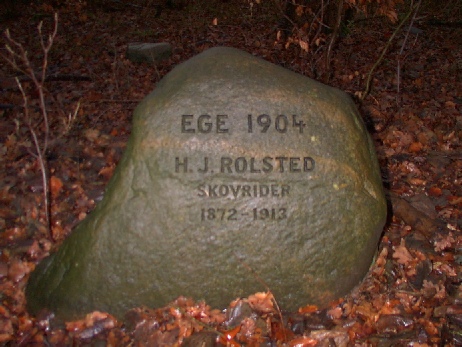 EGE 1904
H. J. ROLSTED
SKOVRIDER
1872-1913